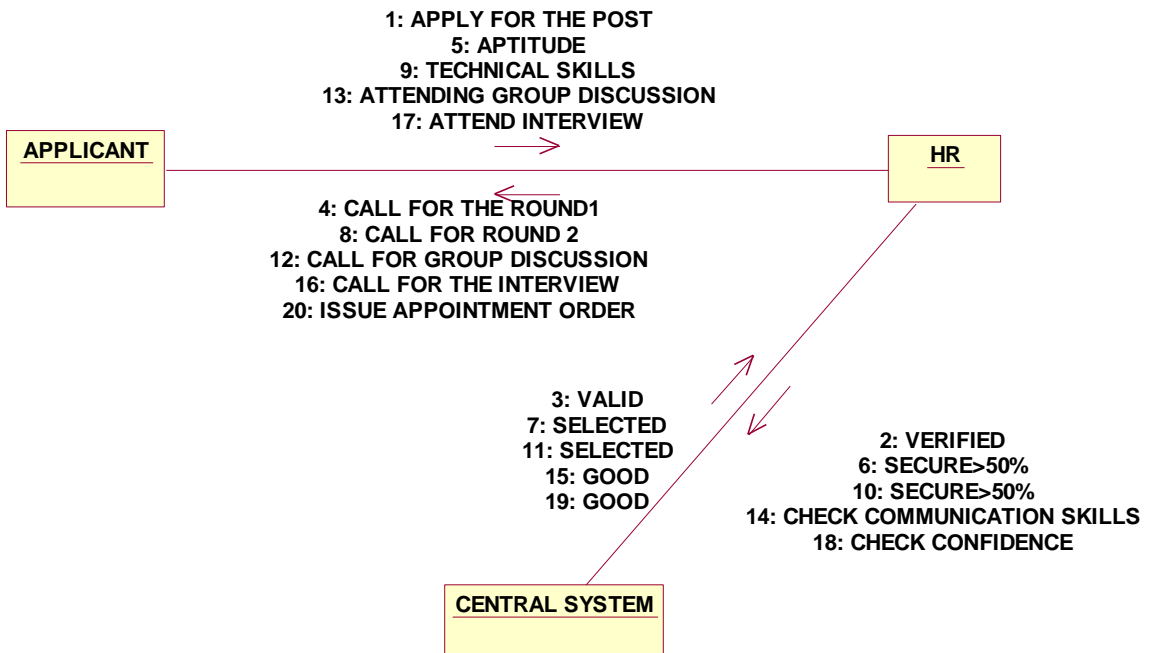 1: APPLY FOR THE POST
5: APTITUDE
9: TECHNICAL SKILLS
13: ATTENDING GROUP DISCUSSION
17: ATTEND INTERVIEW
APPLICANT
HR
4: CALL FOR THE ROUND1
8: CALL FOR ROUND 2
12: CALL FOR GROUP DISCUSSION
16: CALL FOR THE INTERVIEW
20: ISSUE APPOINTMENT ORDER
3: VALID
7: SELECTED
11: SELECTED
15: GOOD
19: GOOD
2: VERIFIED
6: SECURE>50%
10: SECURE>50%
14: CHECK COMMUNICATION SKILLS
18: CHECK CONFIDENCE
CENTRAL SYSTEM